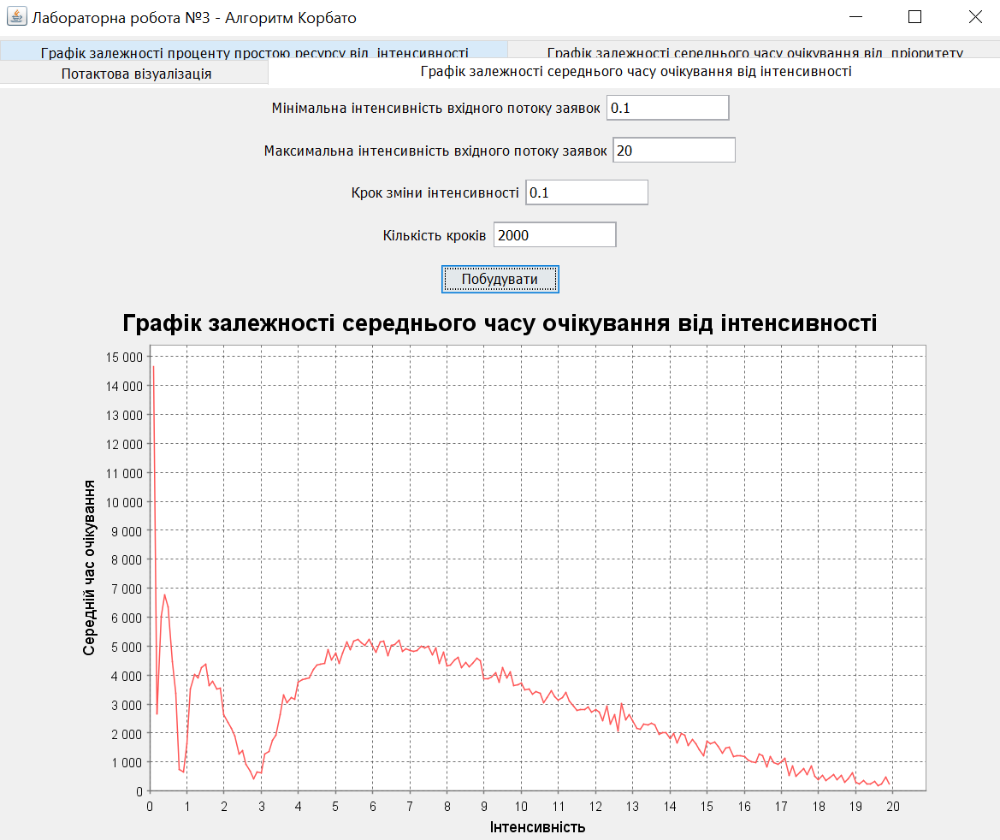 Лабораторна робота №3 - Алгоритм Корбато
Графік залежності проценту простою ресурсу від інтенсивності
Графік залежності середнього часу очікування від пріоритету
Потактова візуалізація
Графік залежності середнього часу очікування від інтенсивності
Мінімальна інтенсивність вхідного потоку заявок 0.1
Максимальна інтенсивність вхідного потоку заявок 20
Крок зміни інтенсивності 0.1
Кількість кроків 2000
Побудувати
Графік залежності середнього часу очікування від інтенсивності
Середній час очікування
15 000
14 000
13 000
12 000
11 000
10 000
9 000
8 000
7 000
6 000
5 000
4 000
3 000
2 000
1 000
0
0 1 2 3 4 5 6 7 8 9 10 11 12 13 14 15 16 17 18 19 20
Інтенсивність